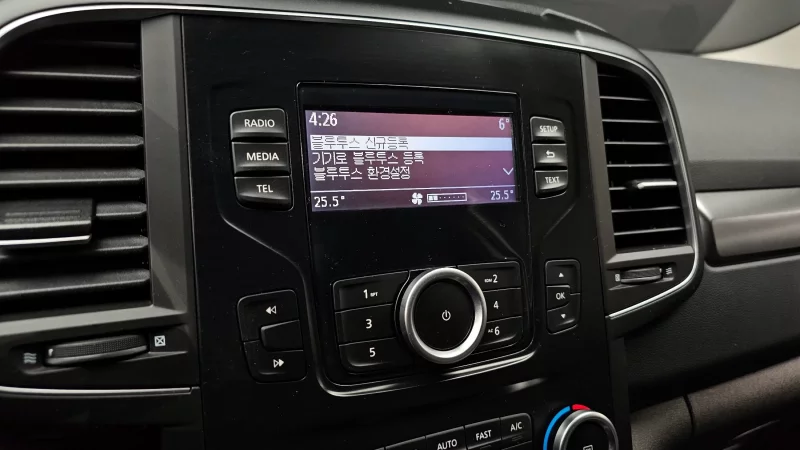 4:26 6°
블루투스 신규등록
기기로 블루투스 등록
블루투스 환경설정
25.5° 25.5°
RADIO
MEDIA
TEL
SETUP
TEXT
1 RPT
2
3
4
5
6
OK
AUTO
FAST
A/C